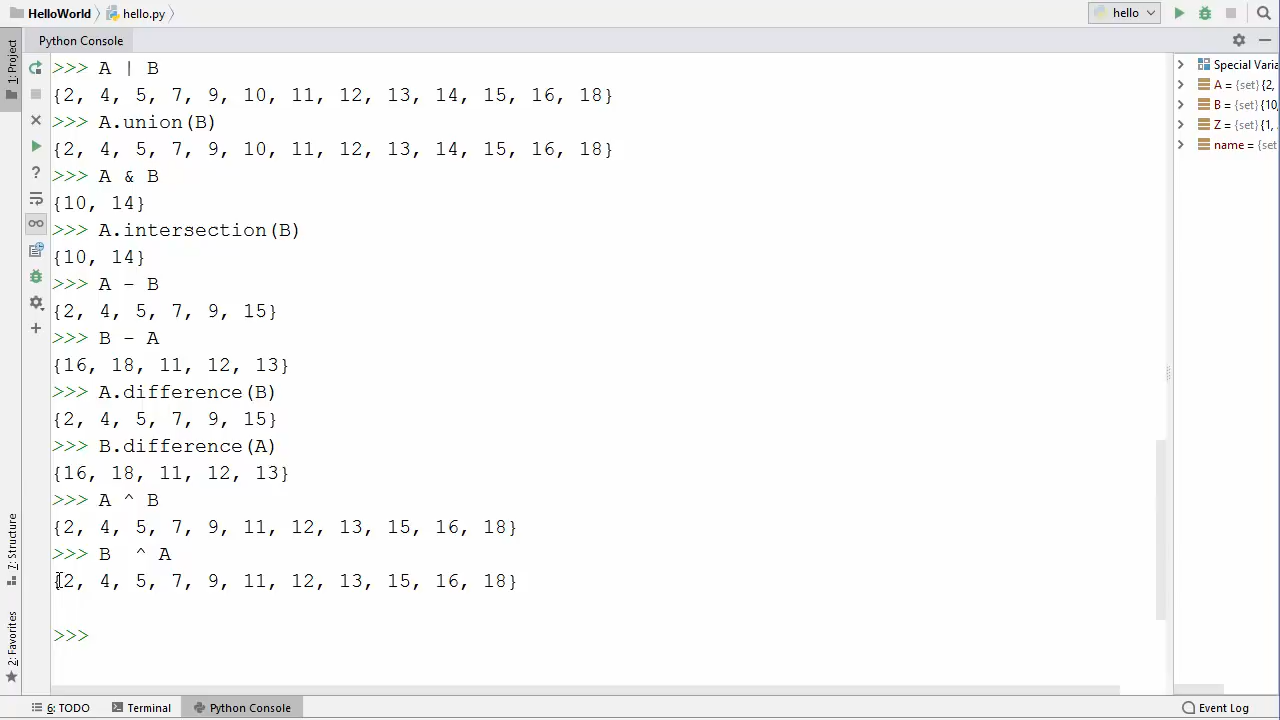 HelloWorld hello.py hello
Python Console
1: Project
>>> A | B
{2, 4, 5, 7, 9, 10, 11, 12, 13, 14, 15, 16, 18}
>>> A.union(B)
{2, 4, 5, 7, 9, 10, 11, 12, 13, 14, 15, 16, 18}
>>> A & B
{10, 14}
>>> A.intersection(B)
{10, 14}
>>> A - B
{2, 4, 5, 7, 9, 15}
>>> B - A
{16, 18, 11, 12, 13}
>>> A.difference(B)
{2, 4, 5, 7, 9, 15}
>>> B.difference(A)
{16, 18, 11, 12, 13}
>>> A ^ B
{2, 4, 5, 7, 9, 11, 12, 13, 15, 16, 18}
>>> B  ^ A
{2, 4, 5, 7, 9, 11, 12, 13, 15, 16, 18}
>>>
Special Varia
A = {set} {2,
B = {set} {10,
Z = {set} {1,
name = {set
Z: Structure
2: Favorites
6: TODO Terminal Python Console Event Log